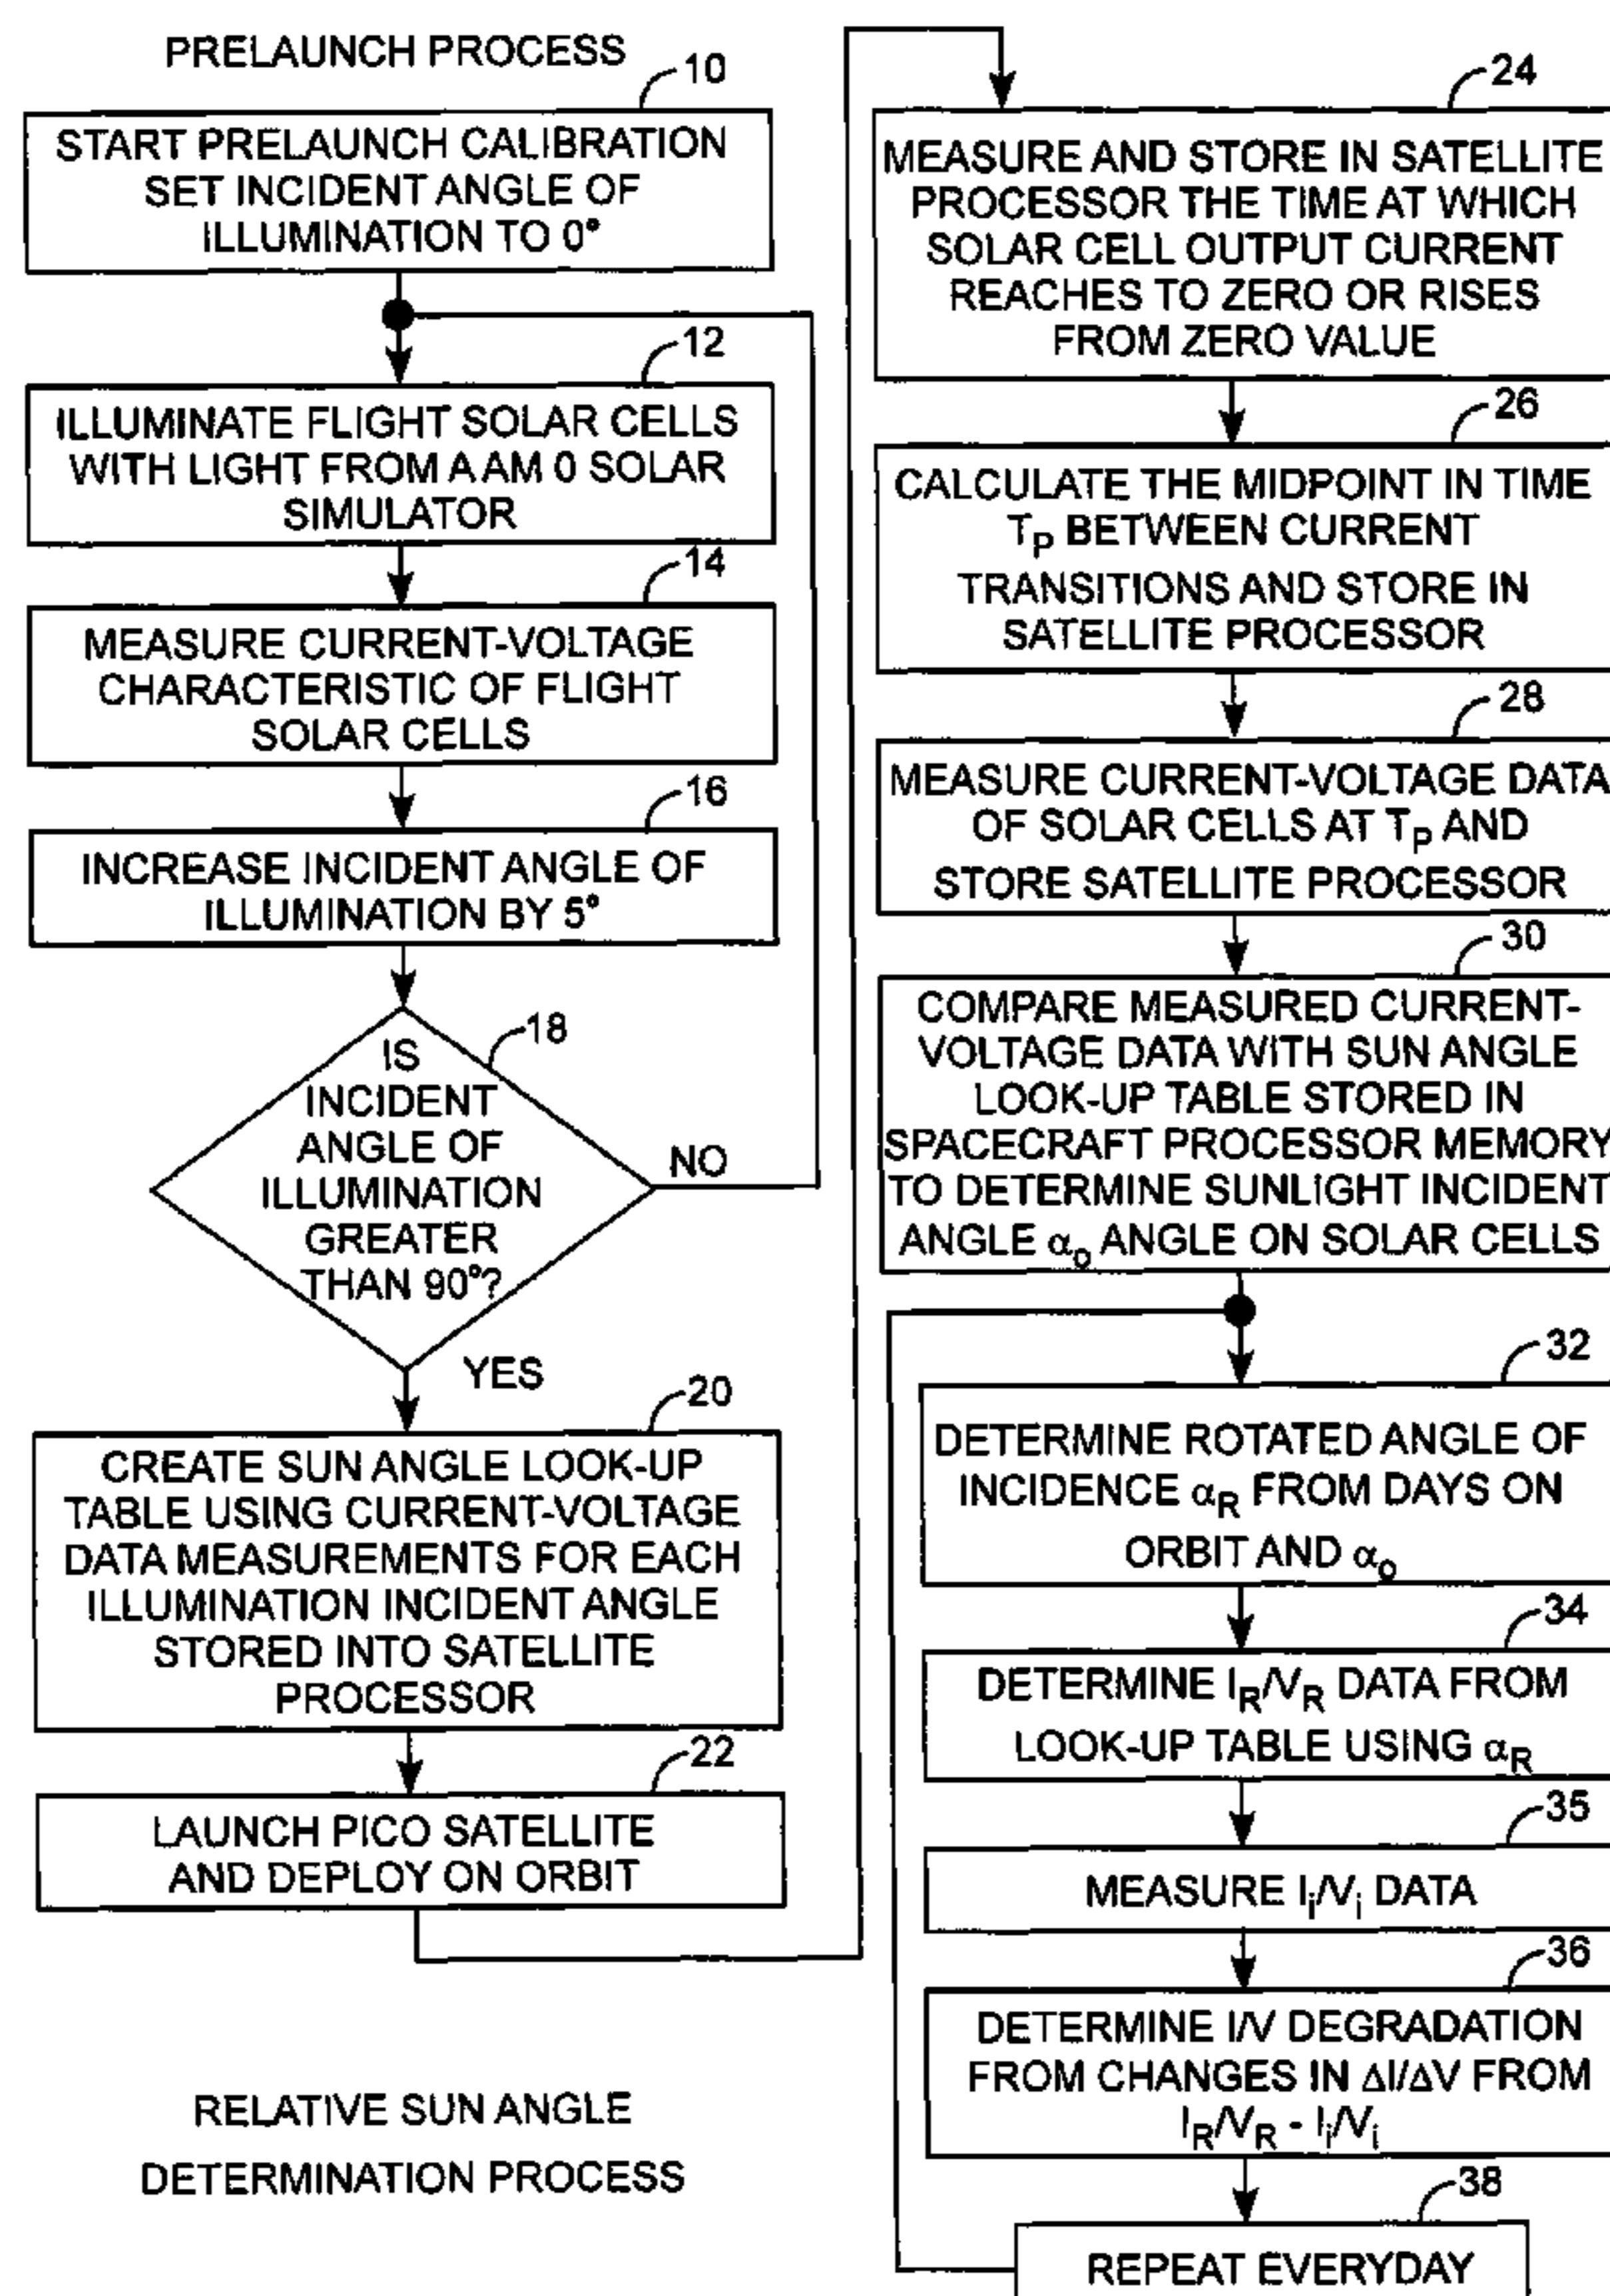 PRELAUNCH PROCESS
10
START PRELAUNCH CALIBRATION
SET INCIDENT ANGLE OF
ILLUMINATION TO 0°
12
ILLUMINATE FLIGHT SOLAR CELLS
WITH LIGHT FROM A AM 0 SOLAR
SIMULATOR
14
MEASURE CURRENT-VOLTAGE
CHARACTERISTIC OF FLIGHT
SOLAR CELLS
16
INCREASE INCIDENT ANGLE OF
ILLUMINATION BY 5°
18
IS
INCIDENT
ANGLE OF
ILLUMINATION
GREATER
THAN 90°?
NO
YES
20
CREATE SUN ANGLE LOOK-UP
TABLE USING CURRENT-VOLTAGE
DATA MEASUREMENTS FOR EACH
ILLUMINATION INCIDENT ANGLE
STORED INTO SATELLITE
PROCESSOR
22
LAUNCH PICO SATELLITE
AND DEPLOY ON ORBIT
RELATIVE SUN ANGLE
DETERMINATION PROCESS
24
MEASURE AND STORE IN SATELLITE
PROCESSOR THE TIME AT WHICH
SOLAR CELL OUTPUT CURRENT
REACHES TO ZERO OR RISES
FROM ZERO VALUE
26
CALCULATE THE MIDPOINT IN TIME
TP BETWEEN CURRENT
TRANSITIONS AND STORE IN
SATELLITE PROCESSOR
28
MEASURE CURRENT-VOLTAGE DATA
OF SOLAR CELLS AT TP AND
STORE SATELLITE PROCESSOR
30
COMPARE MEASURED CURRENT-
VOLTAGE DATA WITH SUN ANGLE
LOOK-UP TABLE STORED IN
SPACECRAFT PROCESSOR MEMORY
TO DETERMINE SUNLIGHT INCIDENT
ANGLE αo ANGLE ON SOLAR CELLS
32
DETERMINE ROTATED ANGLE OF
INCIDENCE αR FROM DAYS ON
ORBIT AND αo
34
DETERMINE IR/VR DATA FROM
LOOK-UP TABLE USING αR
35
MEASURE Ii/Vi DATA
36
DETERMINE I/V DEGRADATION
FROM CHANGES IN ΔI/ΔV FROM
IR/VR - Ii/Vi
38
REPEAT EVERYDAY